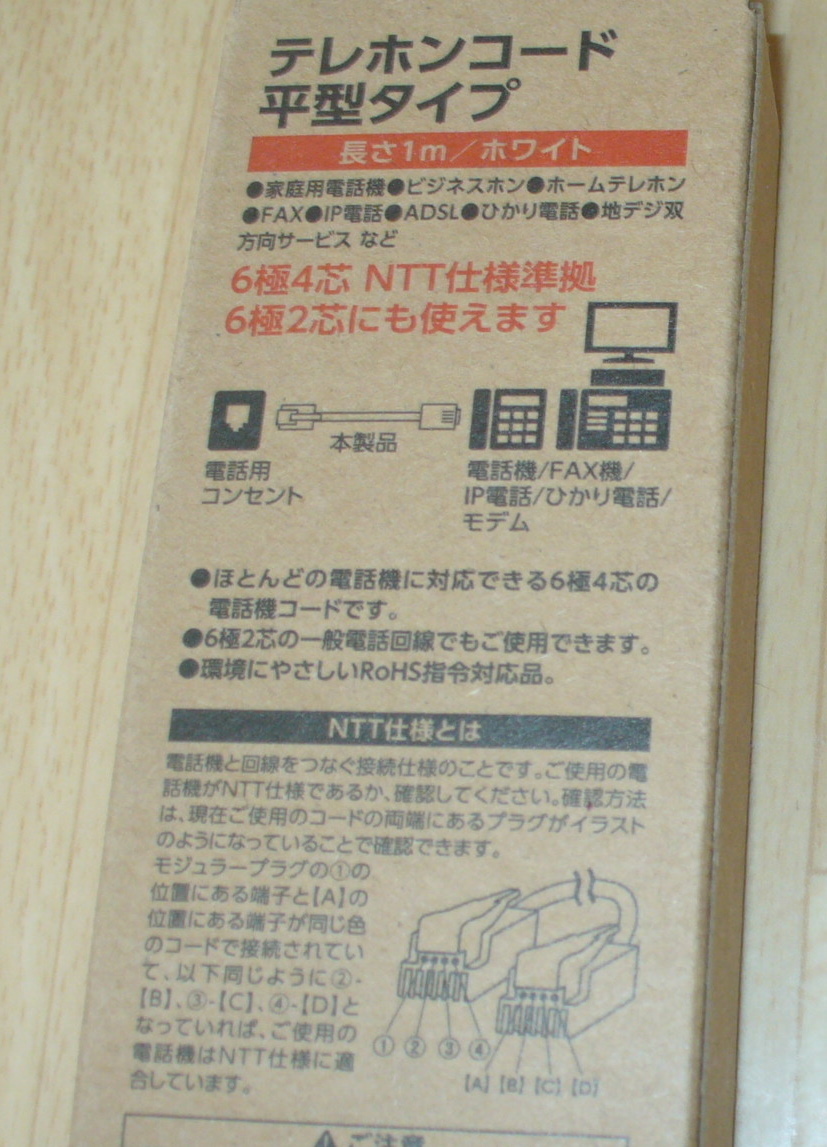 テレホンコード
平型タイプ
長さ1m/ホワイト
●家庭用電話機●ビジネスホン●ホームテレホン
●FAX●IP電話●ADSL●ひかり電話●地デジ双
方向サービス など
6極4芯 NTT仕様準拠
6極2芯にも使えます
本製品
電話用
コンセント
電話機/FAX機/
IP電話/ひかり電話/
モデム
●ほとんどの電話機に対応できる6極4芯の
電話機コードです。
●6極2芯の一般電話回線でもご使用できます。
●環境にやさしいRoHS指令対応品。
NTT仕様とは
電話機と回線をつなぐ接続仕様のことです。ご使用の電
話機がNTT仕様であるか、確認してください。確認方法
は、現在ご使用のコードの両端にあるプラグがイラスト
のようになっていることで確認できます。
モジュラープラグの①の
位置にある端子と【A】の
位置にある端子が同じ色
のコードで接続されてい
て、以下同じように②-
【B】、③-【C】、④-【D】と
なっていれば、ご使用の
電話機はNTT仕様に適
合しています。
① ② ③ ④
【A】 【B】 【C】 【D】
ご注意